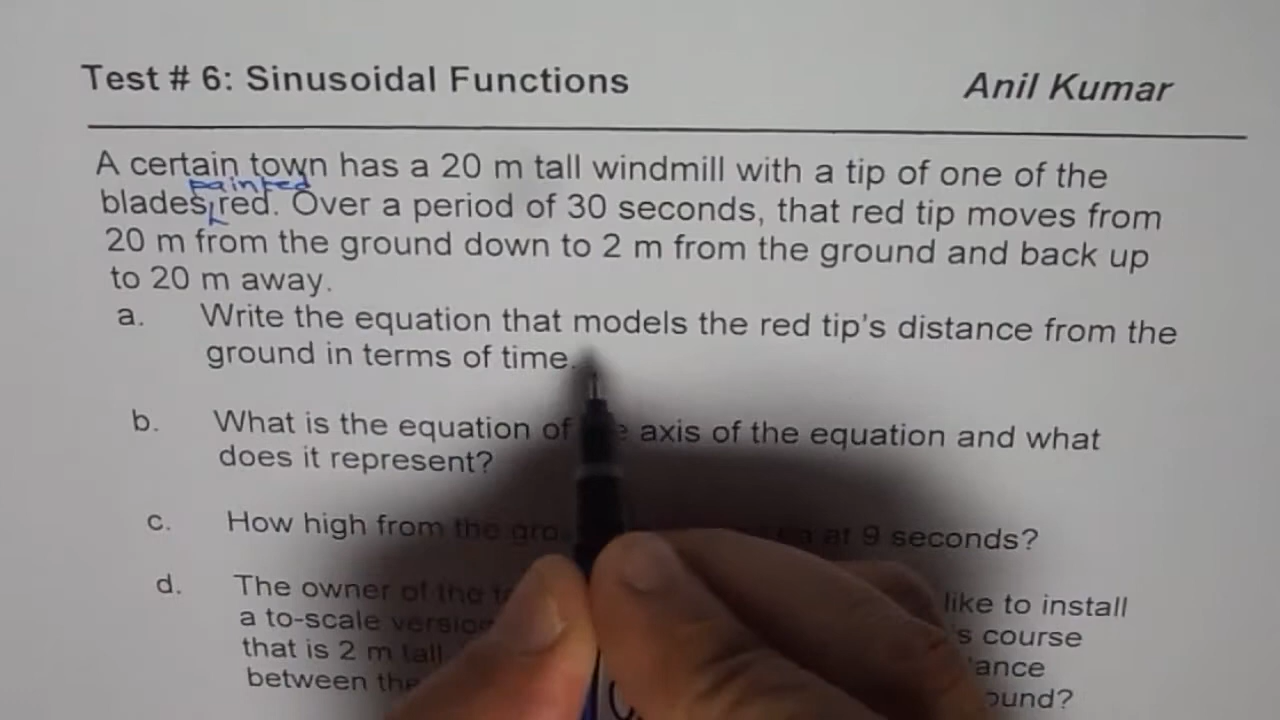 Test # 6: Sinusoidal Functions
Anil Kumar
A certain town has a 20 m tall windmill with a tip of one of the
painted
blades, red. Over a period of 30 seconds, that red tip moves from
20 m from the ground down to 2 m from the ground and back up
to 20 m away.
a. Write the equation that models the red tip's distance from the
ground in terms of time.
b. What is the equation of axis of the equation and what
does it represent?
c. How high from the at 9 seconds?
d. The owner of the like to install
a to-scale course
that is 2 m tall
between the